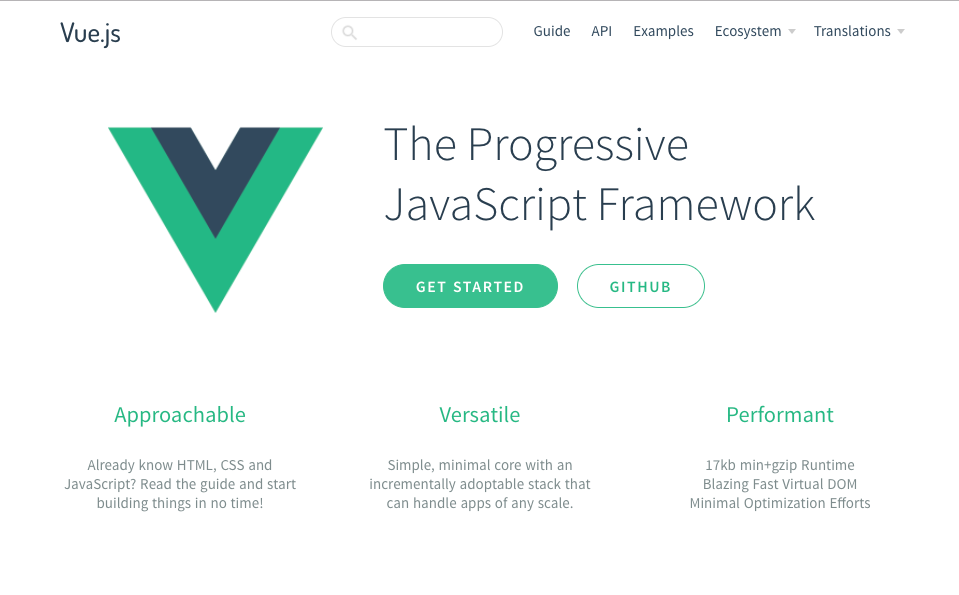 Vue.js
Guide API Examples Ecosystem Translations
The Progressive
JavaScript Framework
GET STARTED GITHUB
Approachable
Already know HTML, CSS and
JavaScript? Read the guide and start
building things in no time!
Versatile
Simple, minimal core with an
incrementally adoptable stack that
can handle apps of any scale.
Performant
17kb min+gzip Runtime
Blazing Fast Virtual DOM
Minimal Optimization Efforts